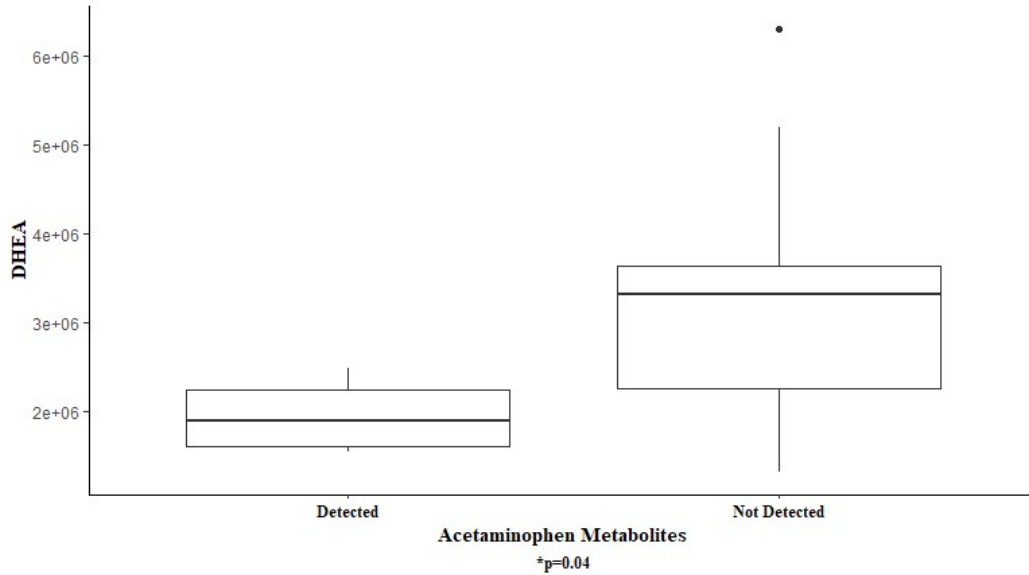 6e+06
5e+06
4e+06
3e+06
2e+06
DHEA
Detected
Not Detected
Acetaminophen Metabolites
*p=0.04